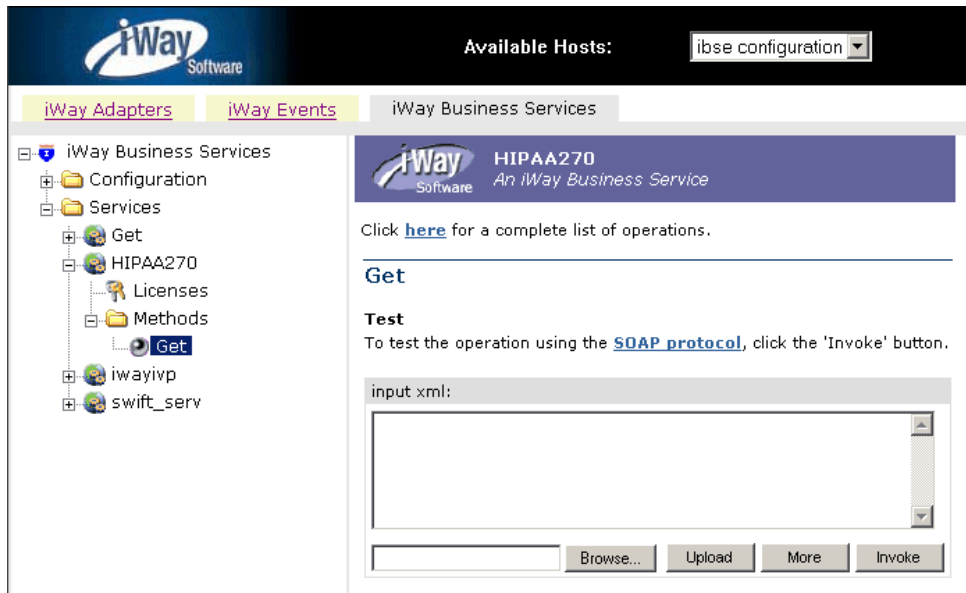 iWay
Software
Available Hosts:
ibse configuration
iWay Adapters
iWay Events
iWay Business Services
iWay Business Services
Configuration
Services
Get
HIPAA270
Licenses
Methods
Get
iwayivp
swift_serv
iWay
Software
HIPAA270
An iWay Business Service
Click here for a complete list of operations.
Get
Test
To test the operation using the SOAP protocol, click the 'Invoke' button.
input xml:
Browse...
Upload
More
Invoke